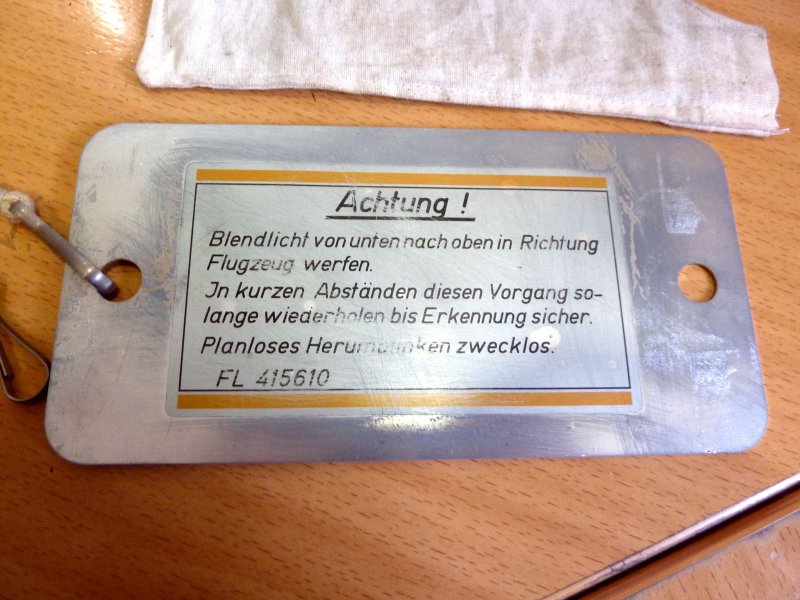 Achtung !
Blendlicht von unten nach oben in Richtung
Flugzeug werfen.
Jn kurzen Abständen diesen Vorgang so-
lange wiederholen bis Erkennung sicher.
Planloses Herumblinken zwecklos.
FL 415610